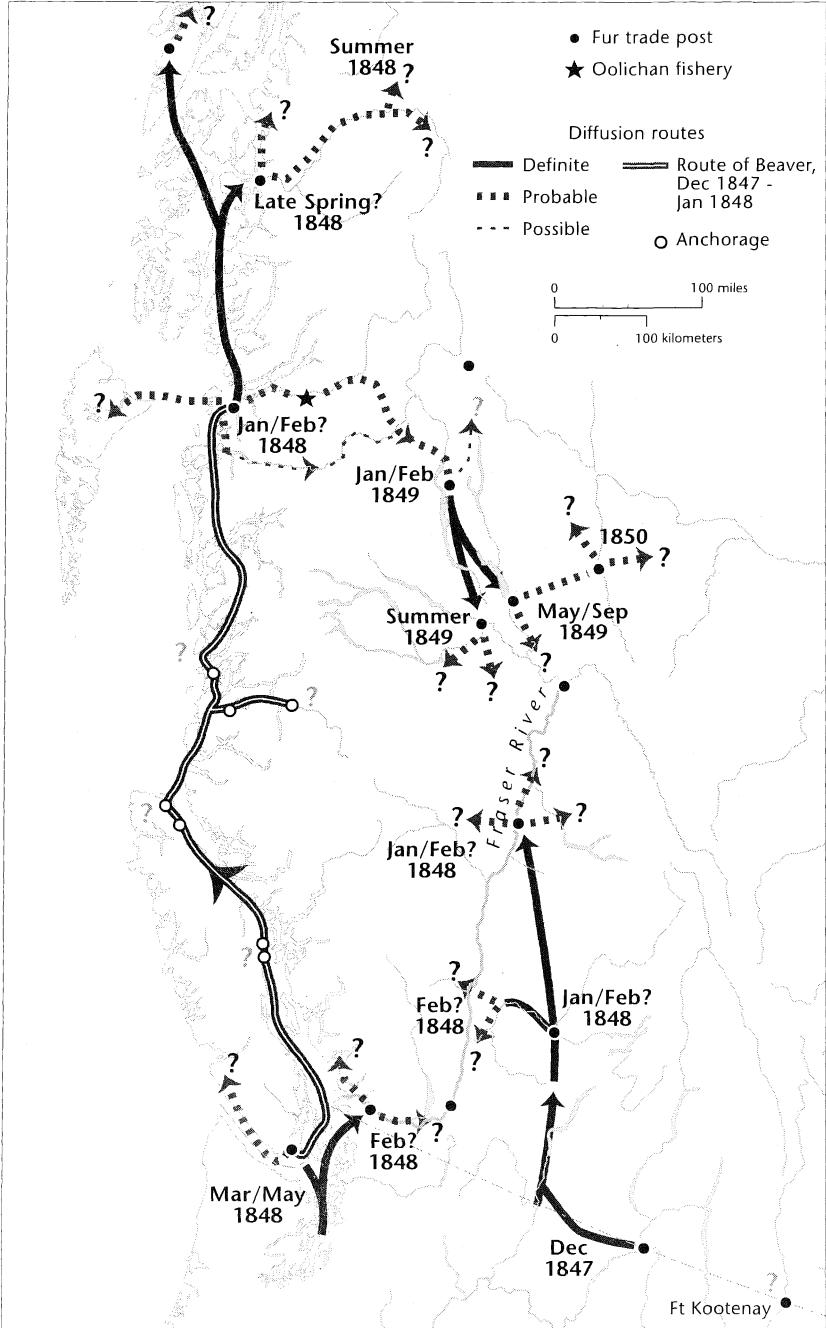 ?
Summer
1848
?
?
?
Late Spring?
1848
Fur trade post
Oolichan fishery
Diffusion routes
Definite
Probable
Possible
Route of Beaver,
Dec 1847 -
Jan 1848
Anchorage
0 100 miles
0 100 kilometers
?
Jan/Feb?
1848
?
Jan/Feb
1849
?
1850
?
Summer
1849
May/Sep
1849
?
?
?
?
?
Fraser River
?
?
?
?
Jan/Feb?
1848
?
?
Feb?
1848
?
Jan/Feb?
1848
?
?
?
Feb?
1848
Mar/May
1848
Dec
1847
?
Ft Kootenay